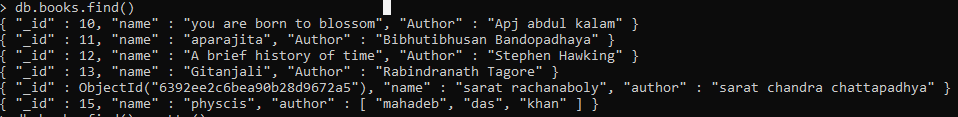 > db.books.find()
{ "_id" : 10, "name" : "you are born to blossom", "Author" : "Apj abdul kalam" }
{ "_id" : 11, "name" : "aparajita", "Author" : "Bibhutibhusan Bandopadhaya" }
{ "_id" : 12, "name" : "A brief history of time", "Author" : "Stephen Hawking" }
{ "_id" : 13, "name" : "Gitanjali", "Author" : "Rabindranath Tagore" }
{ "_id" : ObjectId("6392ee2c6bea90b28d9672a5"), "name" : "sarat rachanaboly", "author" : "sarat chandra chattapadhya" }
{ "_id" : 15, "name" : "physcis", "author" : [ "mahadeb", "das", "khan" ] }